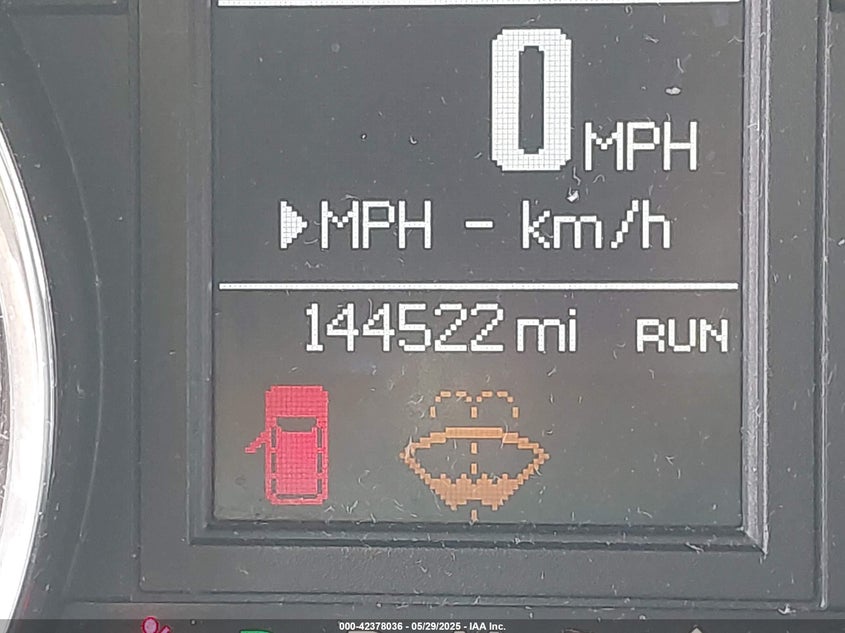 0 MPH
▶MPH - km/h
144522 mi RUN
000-42378036 - 05/29/2025 - IAA Inc.